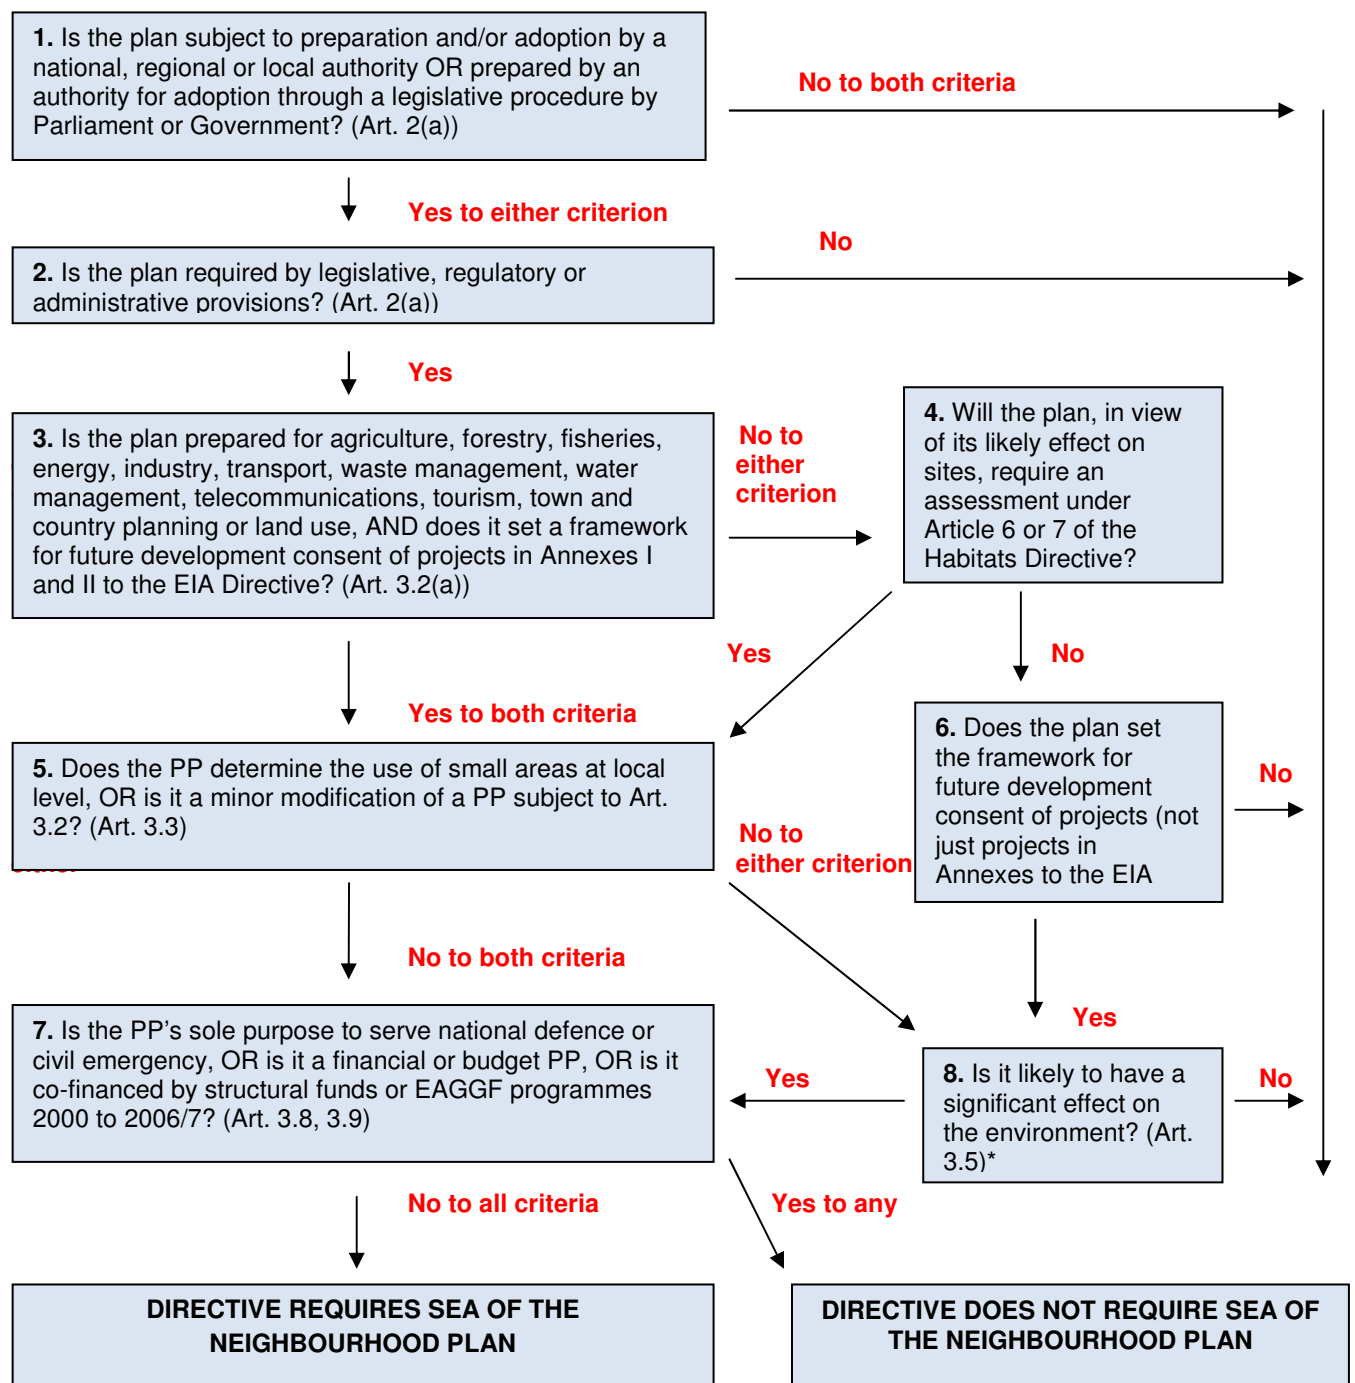 1. Is the plan subject to preparation and/or adoption by a
national, regional or local authority OR prepared by an
authority for adoption through a legislative procedure by
Parliament or Government? (Art. 2(a))
No to both criteria
Yes to either criterion
No
2. Is the plan required by legislative, regulatory or
administrative provisions? (Art. 2(a))
Yes
3. Is the plan prepared for agriculture, forestry, fisheries,
energy, industry, transport, waste management, water
management, telecommunications, tourism, town and
country planning or land use, AND does it set a framework
for future development consent of projects in Annexes I
and II to the EIA Directive? (Art. 3.2(a))
No to
either
criterion
4. Will the plan, in view
of its likely effect on
sites, require an
assessment under
Article 6 or 7 of the
Habitats Directive?
Yes
No
Yes to both criteria
5. Does the PP determine the use of small areas at local
level, OR is it a minor modification of a PP subject to Art.
3.2? (Art. 3.3)
No to
either criterion
6. Does the plan set
the framework for
future development
consent of projects (not
just projects in
Annexes to the EIA
No
No to both criteria
Yes
7. Is the PP's sole purpose to serve national defence or
civil emergency, OR is it a financial or budget PP, OR is it
co-financed by structural funds or EAGGF programmes
2000 to 2006/7? (Art. 3.8, 3.9)
Yes
8. Is it likely to have a
significant effect on
the environment? (Art.
3.5)*
No
No to all criteria
Yes to any
DIRECTIVE REQUIRES SEA OF THE
NEIGHBOURHOOD PLAN
DIRECTIVE DOES NOT REQUIRE SEA OF
THE NEIGHBOURHOOD PLAN